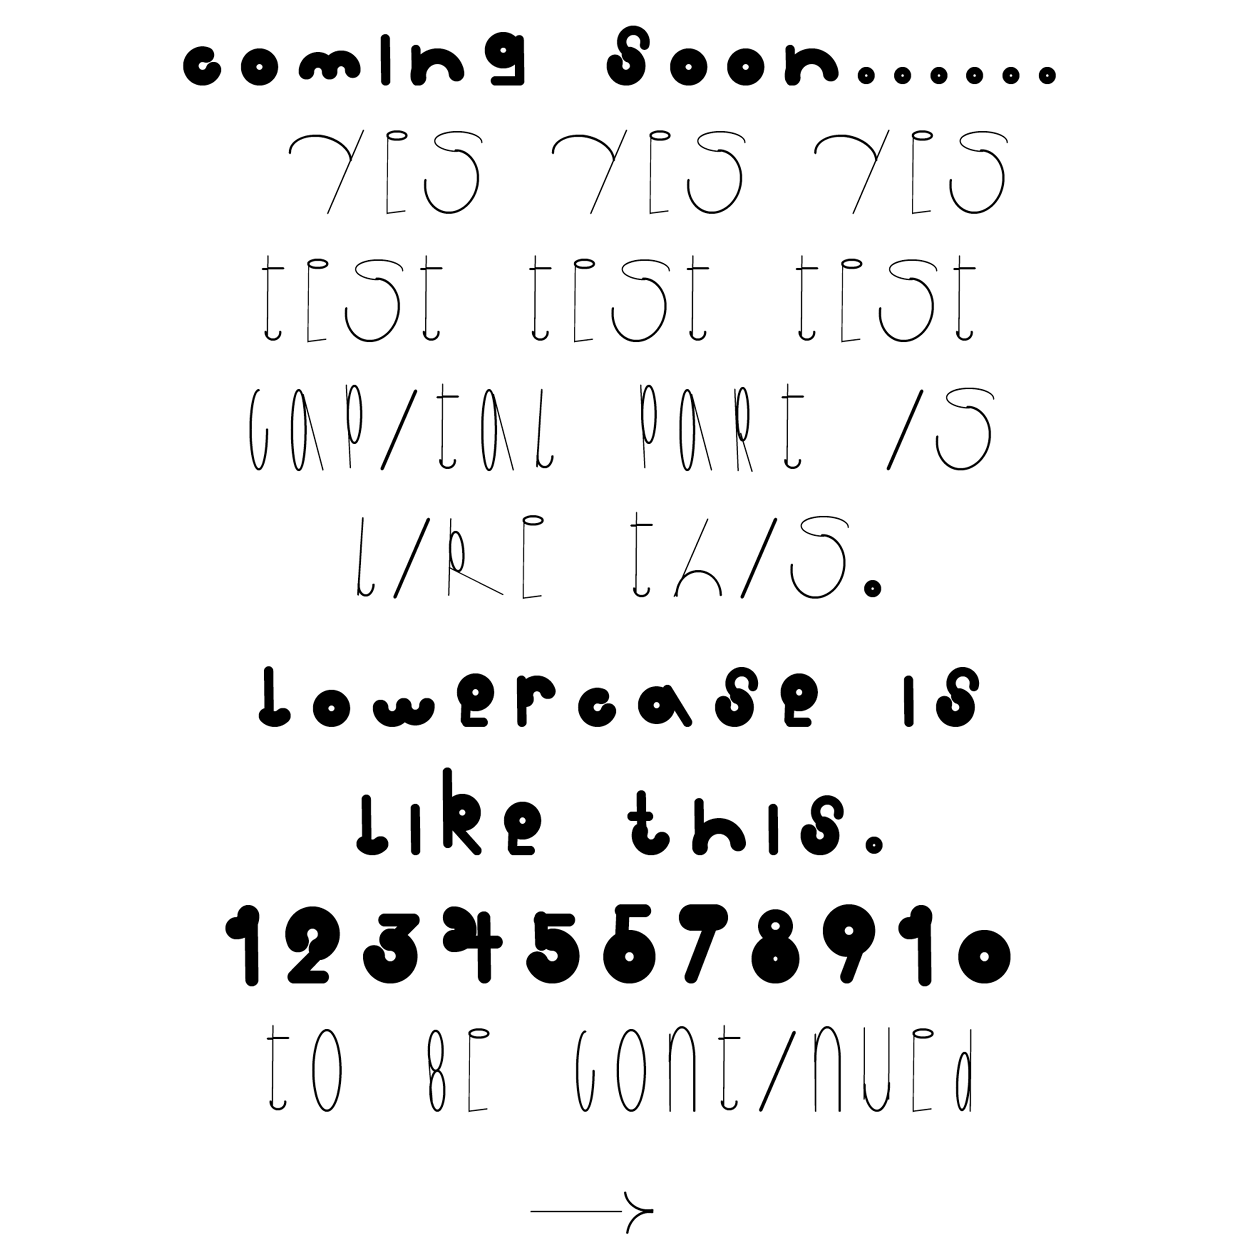 coming soon......
YES YES YES
TEST TEST TEST
CAPITAL PART IS
LIKE THIS.
lowercase is
like this.
12345678910
TO BE CONTINUED
→